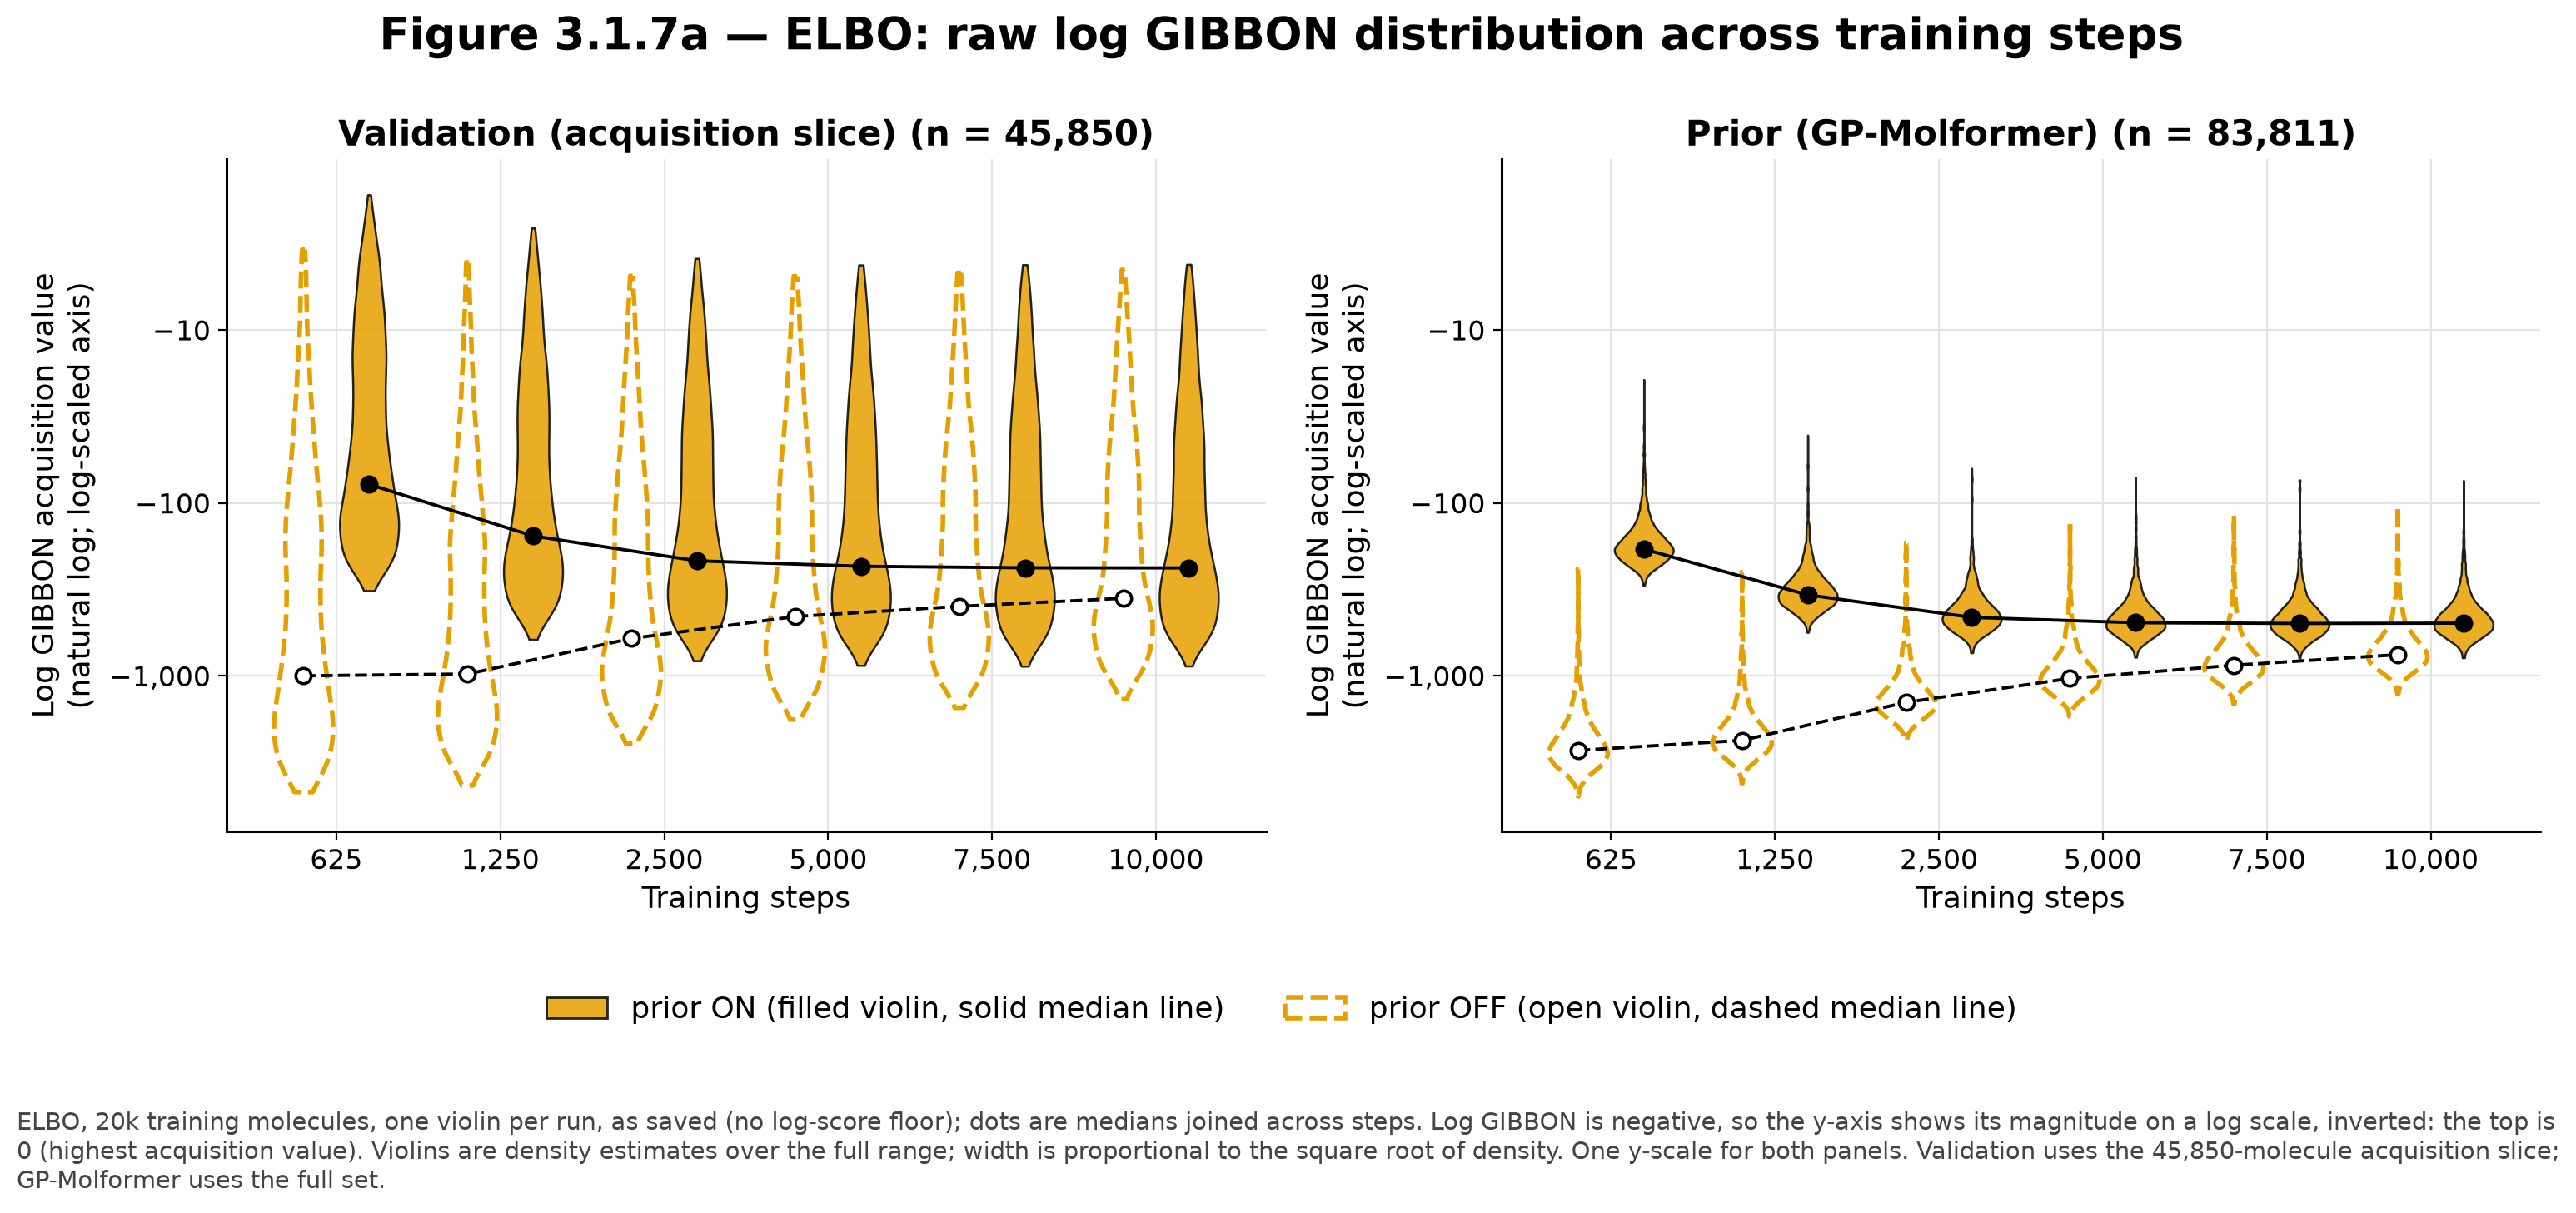 Figure 3.1.7a — ELBO: raw log GIBBON distribution across training steps
Validation (acquisition slice) (n = 45,850)
Log GIBBON acquisition value
(natural log; log-scaled axis)
−10
−100
−1,000
625
1,250
2,500
5,000
7,500
10,000
Training steps
Prior (GP-Molformer) (n = 83,811)
Log GIBBON acquisition value
(natural log; log-scaled axis)
−10
−100
−1,000
625
1,250
2,500
5,000
7,500
10,000
Training steps
prior ON (filled violin, solid median line)
prior OFF (open violin, dashed median line)
ELBO, 20k training molecules, one violin per run, as saved (no log-score floor); dots are medians joined across steps. Log GIBBON is negative, so the y-axis shows its magnitude on a log scale, inverted: the top is
0 (highest acquisition value). Violins are density estimates over the full range; width is proportional to the square root of density. One y-scale for both panels. Validation uses the 45,850-molecule acquisition slice;
GP-Molformer uses the full set.